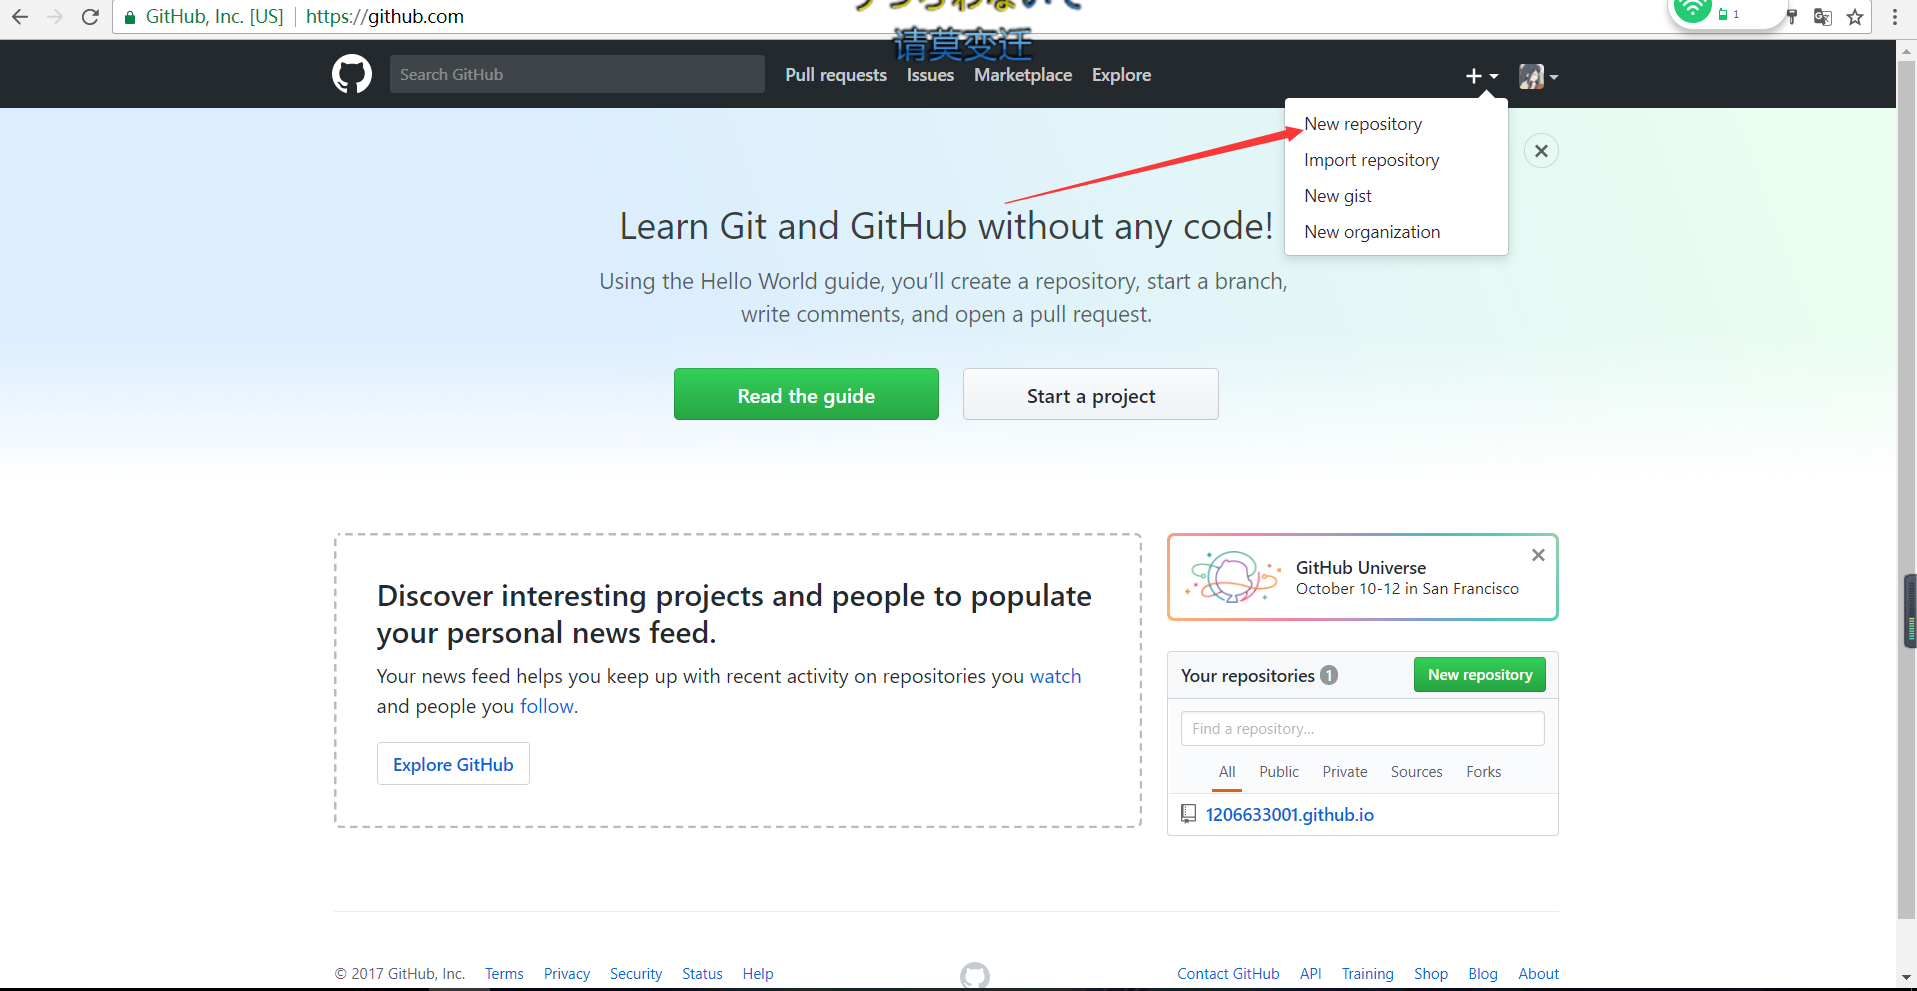 GitHub, Inc. [US] https://github.com
请莫变迁
1
Search GitHub
Pull requests Issues Marketplace Explore
New repository
Import repository
New gist
New organization
Learn Git and GitHub without any code!
Using the Hello World guide, you’ll create a repository, start a branch,
write comments, and open a pull request.
Read the guide Start a project
Discover interesting projects and people to populate
your personal news feed.
Your news feed helps you keep up with recent activity on repositories you watch
and people you follow.
Explore GitHub
GitHub Universe
October 10-12 in San Francisco
Your repositories 1 New repository
Find a repository...
All Public Private Sources Forks
1206633001.github.io
© 2017 GitHub, Inc. Terms Privacy Security Status Help
Contact GitHub API Training Shop Blog About